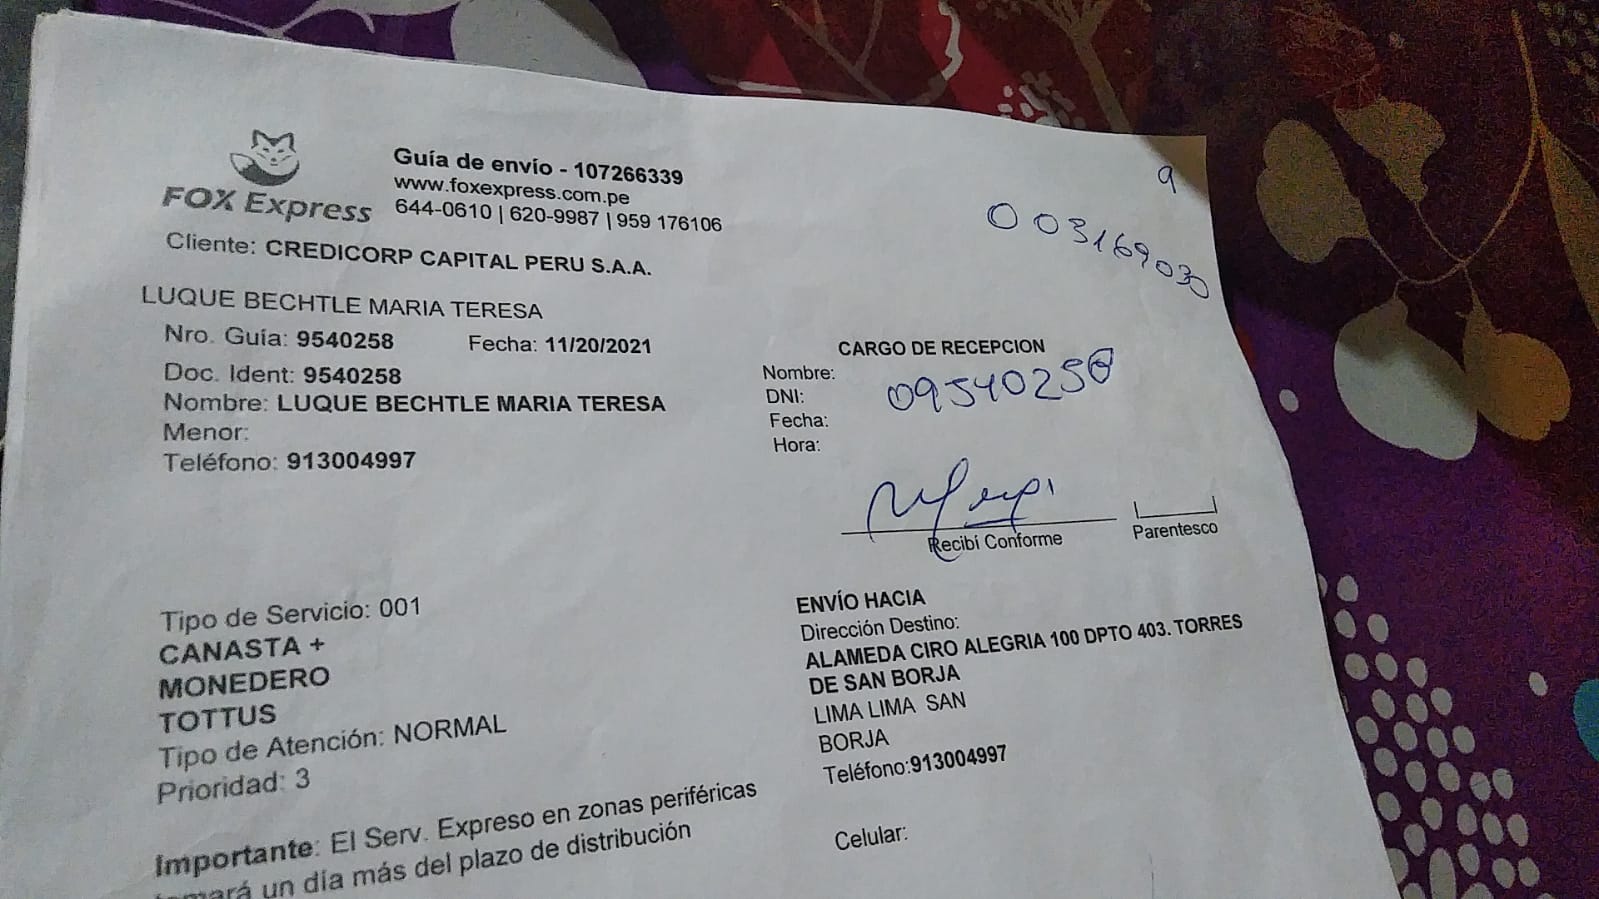 FOX Express
Guía de envío - 107266339
www.foxexpress.com.pe
644-0610 | 620-9987 | 959 176106
9
003169030
Cliente: CREDICORP CAPITAL PERU S.A.A.
LUQUE BECHTLE MARIA TERESA
Nro. Guía: 9540258 Fecha: 11/20/2021
Doc. Ident: 9540258
Nombre: LUQUE BECHTLE MARIA TERESA
Menor:
Teléfono: 913004997
CARGO DE RECEPCION
Nombre:
DNI: 09540258
Fecha:
Hora:
Recibí Conforme
Parentesco
Tipo de Servicio: 001
CANASTA +
MONEDERO
TOTTUS
Tipo de Atención: NORMAL
Prioridad: 3
ENVÍO HACIA
Dirección Destino:
ALAMEDA CIRO ALEGRIA 100 DPTO 403. TORRES
DE SAN BORJA
LIMA LIMA SAN
BORJA
Teléfono:913004997
Celular:
Importante: El Serv. Expreso en zonas periféricas
un día más del plazo de distribución